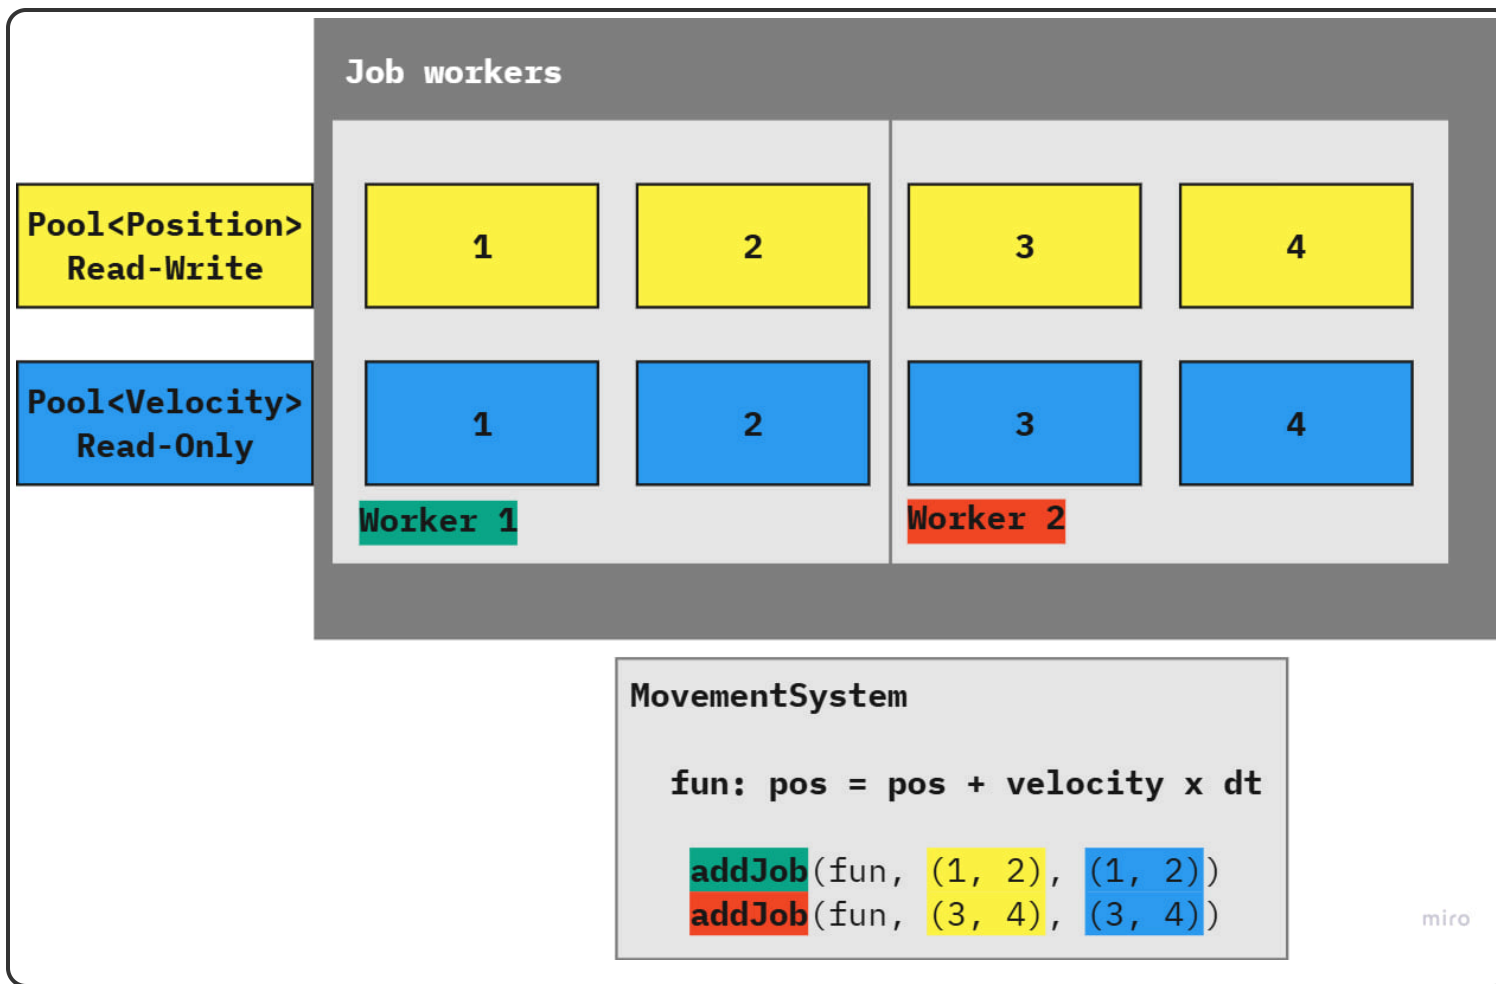 Job workers
Pool<Position>
Read-Write
1 2 3 4
Pool<Velocity>
Read-Only
1 2 3 4
Worker 1 Worker 2
MovementSystem
fun: pos = pos + velocity x dt
addJob(fun, (1, 2), (1, 2))
addJob(fun, (3, 4), (3, 4))
miro